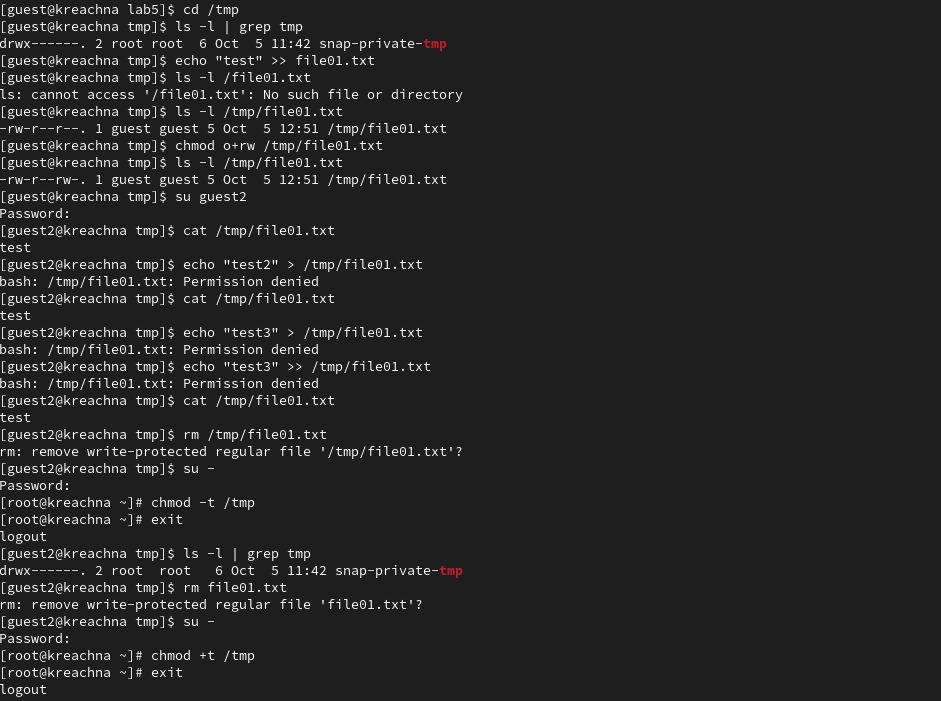 [guest@kreachna lab5]$ cd /tmp
[guest@kreachna tmp]$ ls -l | grep tmp
drwx------. 2 root root  6 Oct  5 11:42 snap-private-tmp
[guest@kreachna tmp]$ echo "test" >> file01.txt
[guest@kreachna tmp]$ ls -l /file01.txt
ls: cannot access '/file01.txt': No such file or directory
[guest@kreachna tmp]$ ls -l /tmp/file01.txt
-rw-r--r--. 1 guest guest 5 Oct  5 12:51 /tmp/file01.txt
[guest@kreachna tmp]$ chmod o+rw /tmp/file01.txt
[guest@kreachna tmp]$ ls -l /tmp/file01.txt
-rw-r--rw-. 1 guest guest 5 Oct  5 12:51 /tmp/file01.txt
[guest@kreachna tmp]$ su guest2
Password:
[guest2@kreachna tmp]$ cat /tmp/file01.txt
test
[guest2@kreachna tmp]$ echo "test2" > /tmp/file01.txt
bash: /tmp/file01.txt: Permission denied
[guest2@kreachna tmp]$ cat /tmp/file01.txt
test
[guest2@kreachna tmp]$ echo "test3" > /tmp/file01.txt
bash: /tmp/file01.txt: Permission denied
[guest2@kreachna tmp]$ echo "test3" >> /tmp/file01.txt
bash: /tmp/file01.txt: Permission denied
[guest2@kreachna tmp]$ cat /tmp/file01.txt
test
[guest2@kreachna tmp]$ rm /tmp/file01.txt
rm: remove write-protected regular file '/tmp/file01.txt'?
[guest2@kreachna tmp]$ su -
Password:
[root@kreachna ~]# chmod -t /tmp
[root@kreachna ~]# exit
logout
[guest2@kreachna tmp]$ ls -l | grep tmp
drwx------. 2 root  root   6 Oct  5 11:42 snap-private-tmp
[guest2@kreachna tmp]$ rm file01.txt
rm: remove write-protected regular file 'file01.txt'?
[guest2@kreachna tmp]$ su -
Password:
[root@kreachna ~]# chmod +t /tmp
[root@kreachna ~]# exit
logout